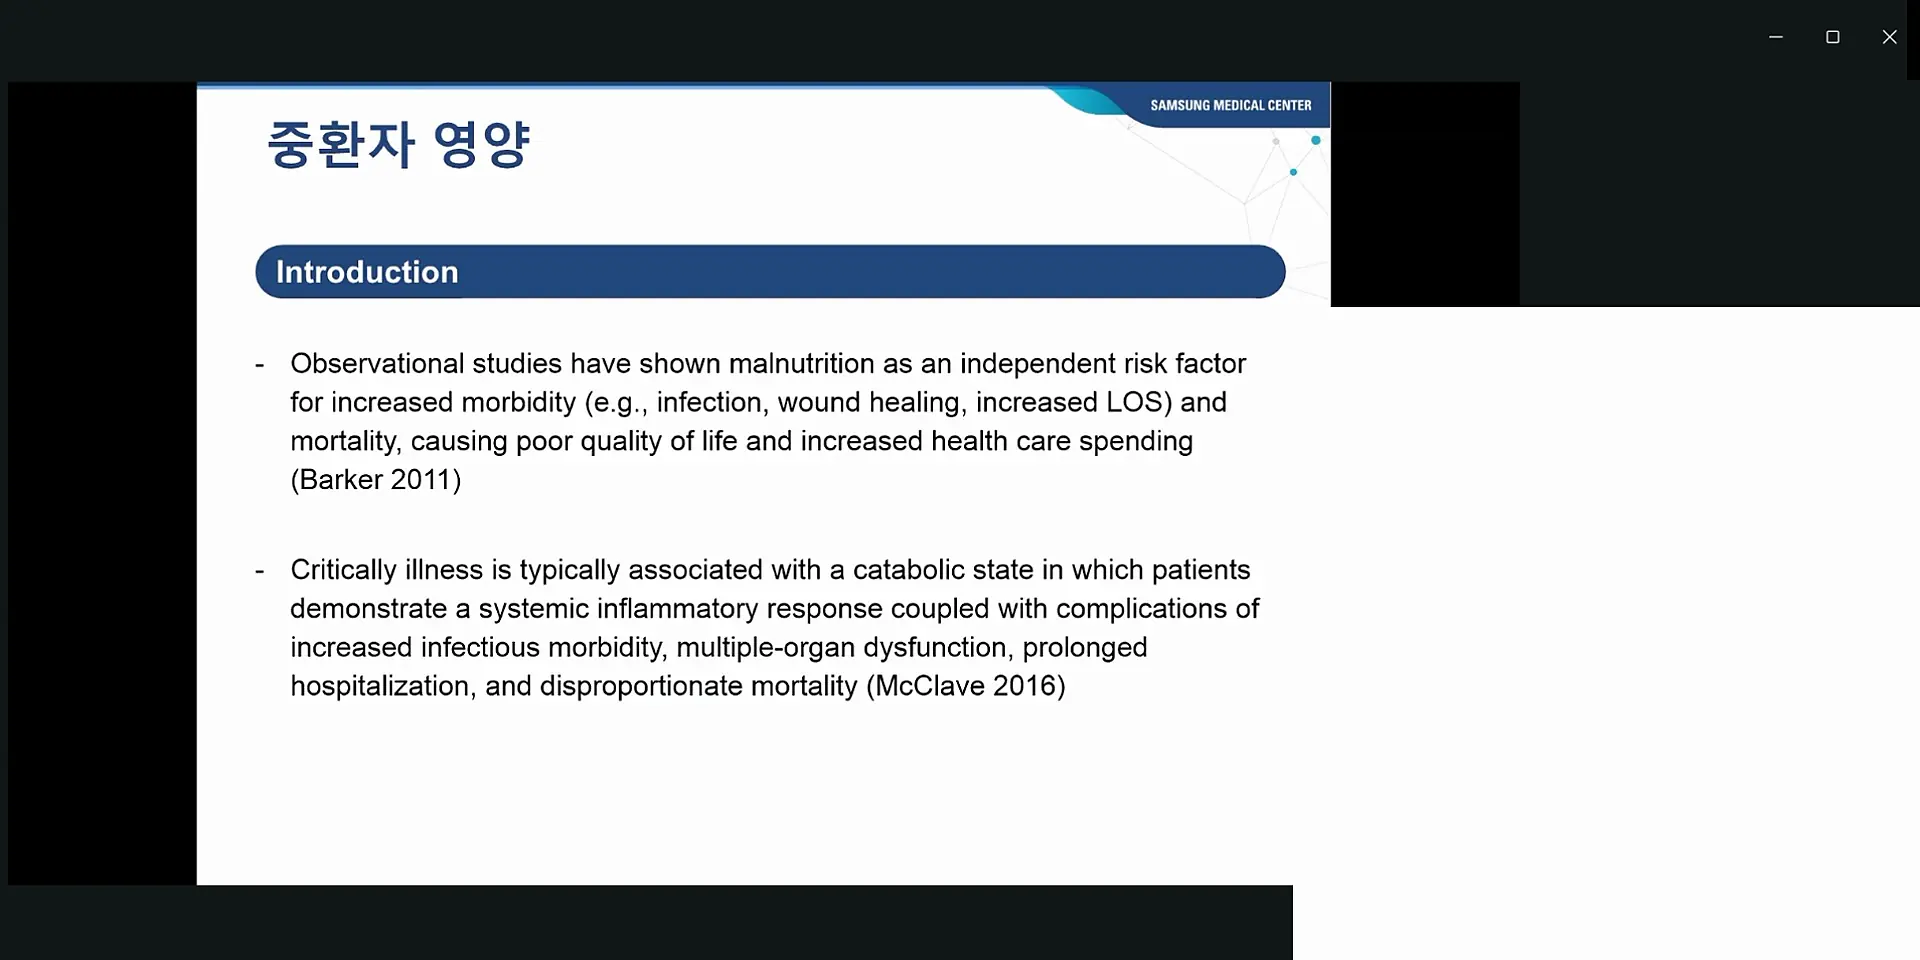 SAMSUNG MEDICAL CENTER
중환자 영양
Introduction
- Observational studies have shown malnutrition as an independent risk factor
for increased morbidity (e.g., infection, wound healing, increased LOS) and
mortality, causing poor quality of life and increased health care spending
(Barker 2011)
- Critically illness is typically associated with a catabolic state in which patients
demonstrate a systemic inflammatory response coupled with complications of
increased infectious morbidity, multiple-organ dysfunction, prolonged
hospitalization, and disproportionate mortality (McClave 2016)